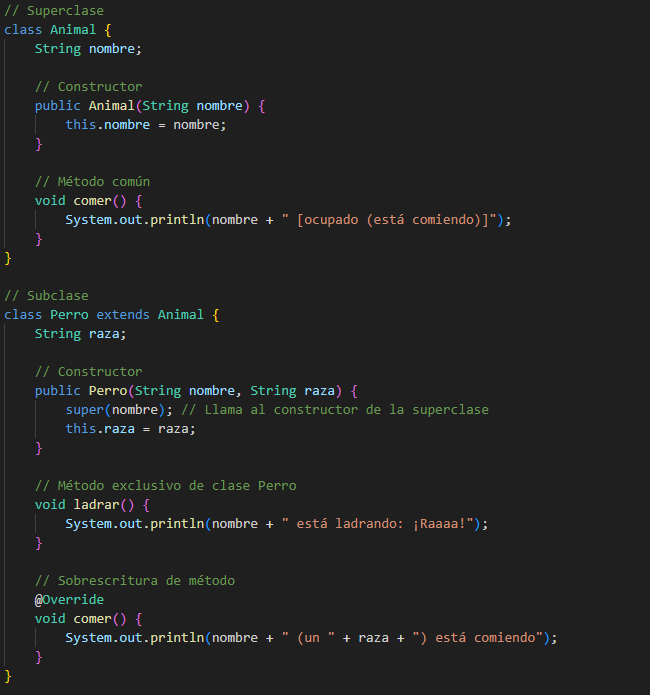 // Superclase
class Animal {
    String nombre;

    // Constructor
    public Animal(String nombre) {
        this.nombre = nombre;
    }

    // Método común
    void comer() {
        System.out.println(nombre + " [ocupado (está comiendo)]");
    }
}

// Subclase
class Perro extends Animal {
    String raza;

    // Constructor
    public Perro(String nombre, String raza) {
        super(nombre); // Llama al constructor de la superclase
        this.raza = raza;
    }

    // Método exclusivo de clase Perro
    void ladrar() {
        System.out.println(nombre + " está ladrando: ¡Raaaa!");
    }

    // Sobrescritura de método
    @Override
    void comer() {
        System.out.println(nombre + " (un " + raza + ") está comiendo");
    }
}